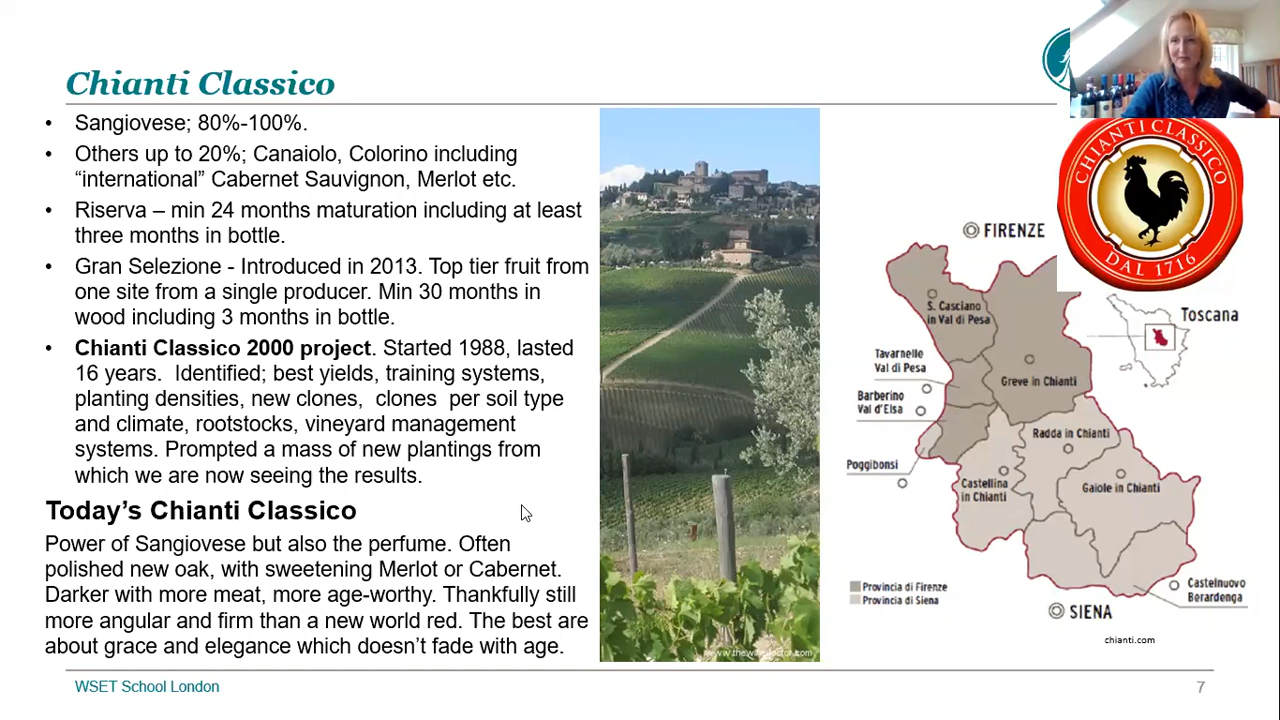 Chianti Classico
• Sangiovese; 80%-100%.
• Others up to 20%; Canaiolo, Colorino including
“international” Cabernet Sauvignon, Merlot etc.
• Riserva – min 24 months maturation including at least
three months in bottle.
• Gran Selezione - Introduced in 2013. Top tier fruit from
one site from a single producer. Min 30 months in
wood including 3 months in bottle.
• Chianti Classico 2000 project. Started 1988, lasted
16 years. Identified; best yields, training systems,
planting densities, new clones, clones per soil type
and climate, rootstocks, vineyard management
systems. Prompted a mass of new plantings from
which we are now seeing the results.
Today’s Chianti Classico
Power of Sangiovese but also the perfume. Often
polished new oak, with sweetening Merlot or Cabernet.
Darker with more meat, more age-worthy. Thankfully still
more angular and firm than a new world red. The best are
about grace and elegance which doesn’t fade with age.
CHIANTI CLASSICO
DAL 1716
FIRENZE
Toscana
S. Casciano
in Val di Pesa
Tavarnelle
Val di Pesa
Greve in Chianti
Barberino
Val d'Elsa
Radda in Chianti
Poggibonsi
Castellina
in Chianti
Gaiole in Chianti
Provincia di Firenze
Provincia di Siena
Castelnuovo
Berardenga
SIENA
chianti.com
WSET School London
7